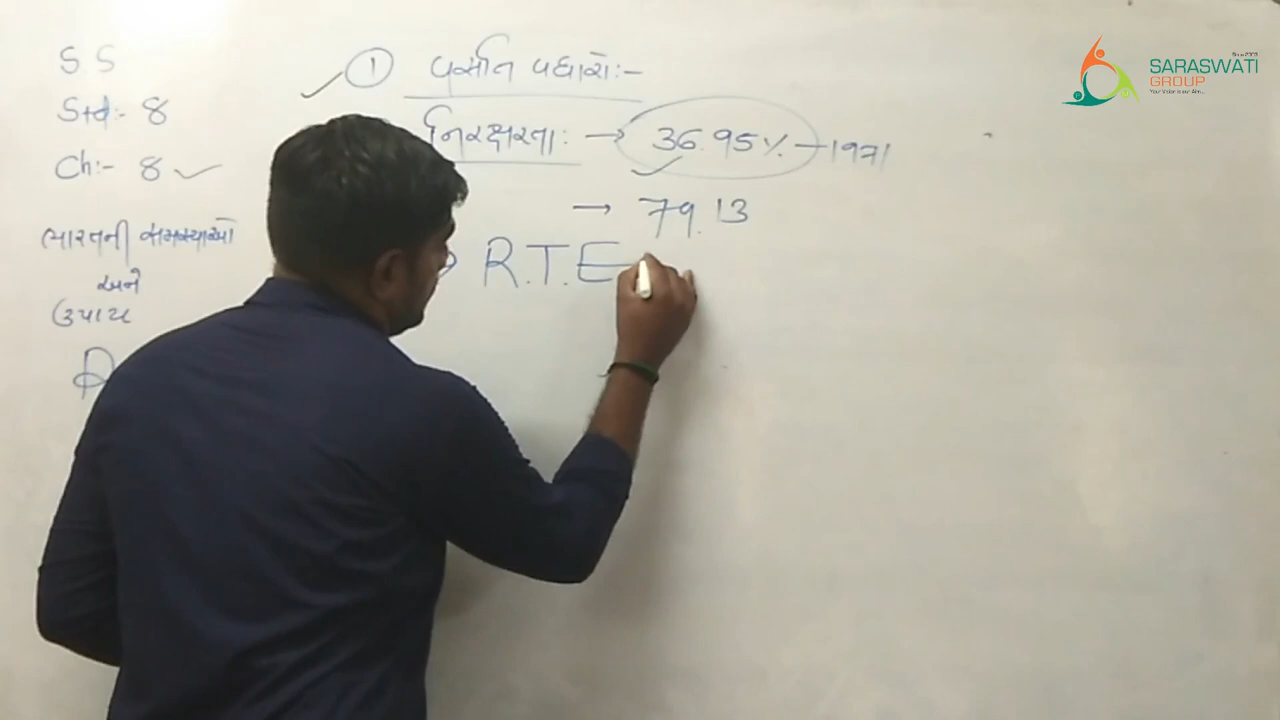 S S
Std:- 8
Ch:- 8
ભારતની સમસ્યાઓ
અને
ઉપાય
① વસતિ વધારો:-
નિરક્ષરતા: → 36.95% - 1971
→ 79.13
R.T.E
SARASWATI
GROUP